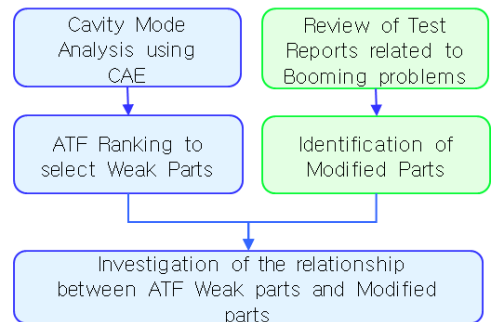 Cavity Mode
Analysis using
CAE
Review of Test
Reports related to
Booming problems
ATF Ranking to
select Weak Parts
Identification of
Modified Parts
Investigation of the relationship
between ATF Weak parts and Modified
parts